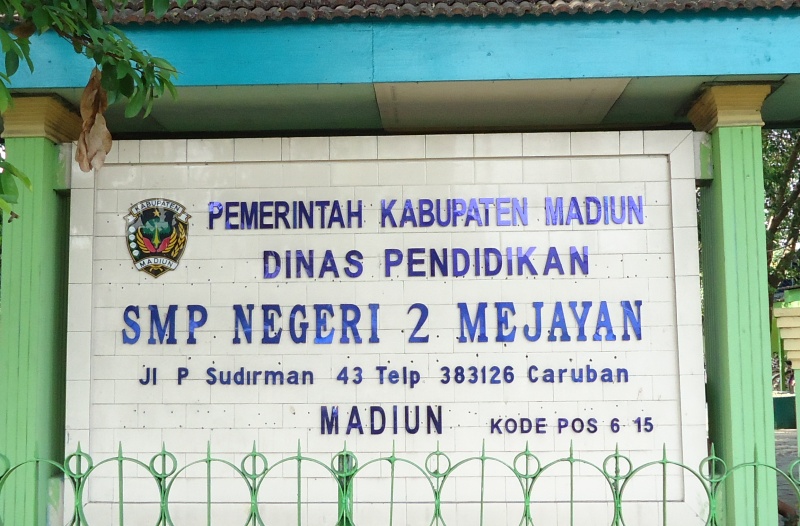 KABUPATEN
MADIUN
PEMERINTAH KABUPATEN MADIUN
DINAS PENDIDIKAN
SMP NEGERI 2 MEJAYAN
Jl P Sudirman 43 Telp 383126 Caruban
MADIUN KODE POS 6 15